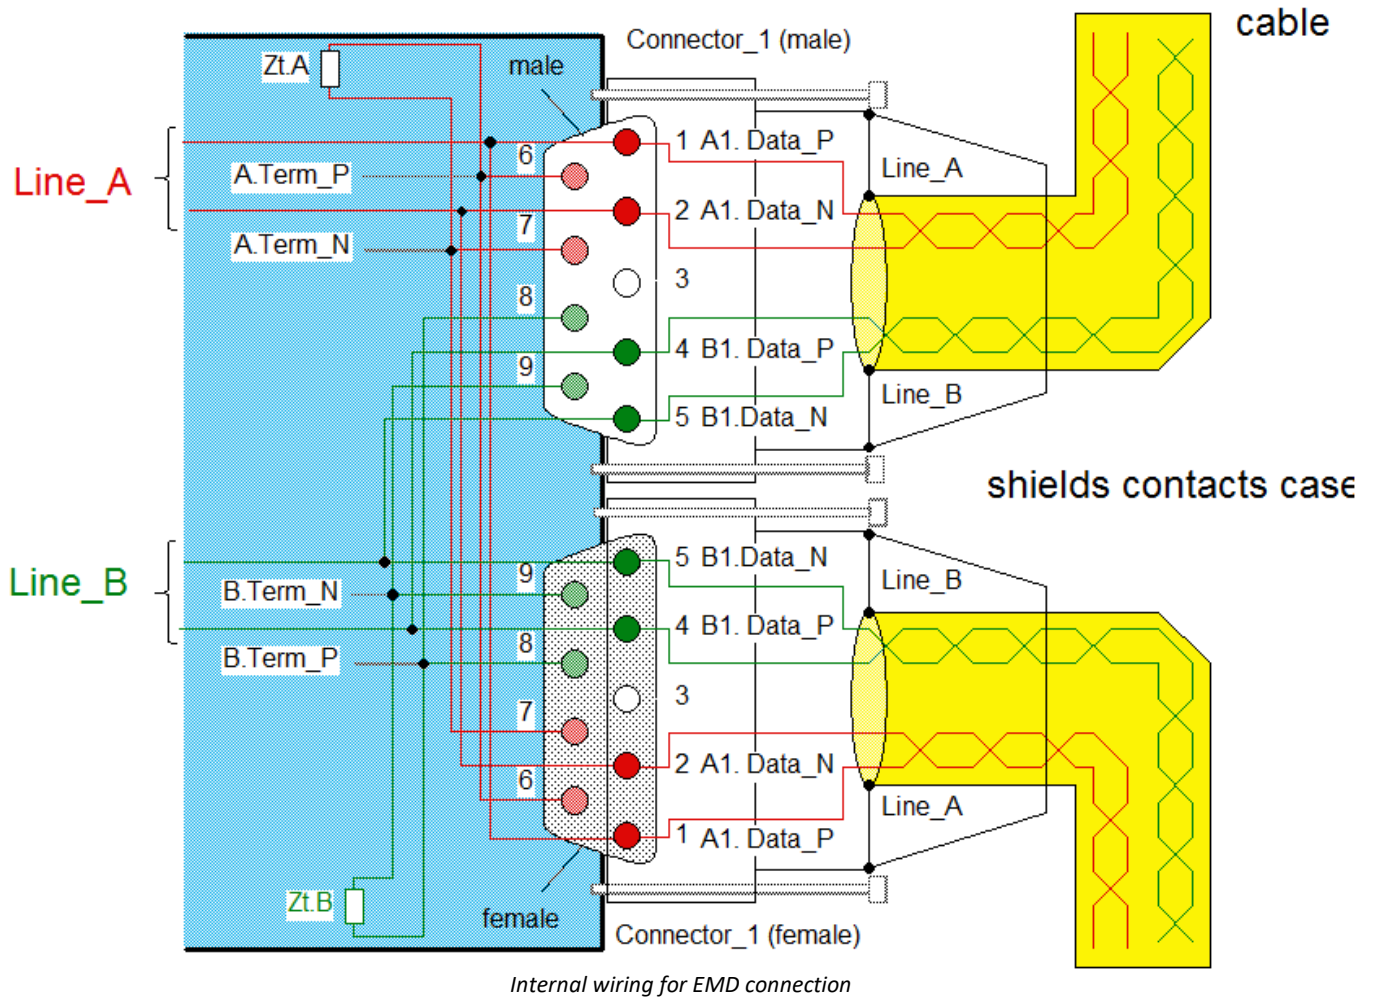 cable
Connector_1 (male)
male
Zt.A
1 A1. Data_P
6
Line_A
A.Term_P
Line_A
2 A1. Data_N
7
A.Term_N
3
8
4 B1. Data_P
9
Line_B
5 B1.Data_N
shields contacts case
5 B1.Data_N
9
Line_B
Line_B
B.Term_N
4 B1. Data_P
8
B.Term_P
3
7
2 A1. Data_N
6
Line_A
1 A1. Data_P
Zt.B
female
Connector_1 (female)
Internal wiring for EMD connection